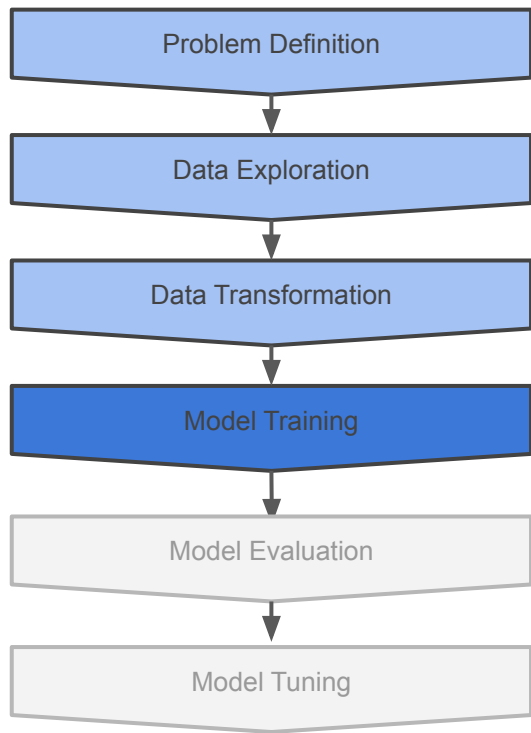 Problem Definition
Data Exploration
Data Transformation
Model Training
Model Evaluation
Model Tuning